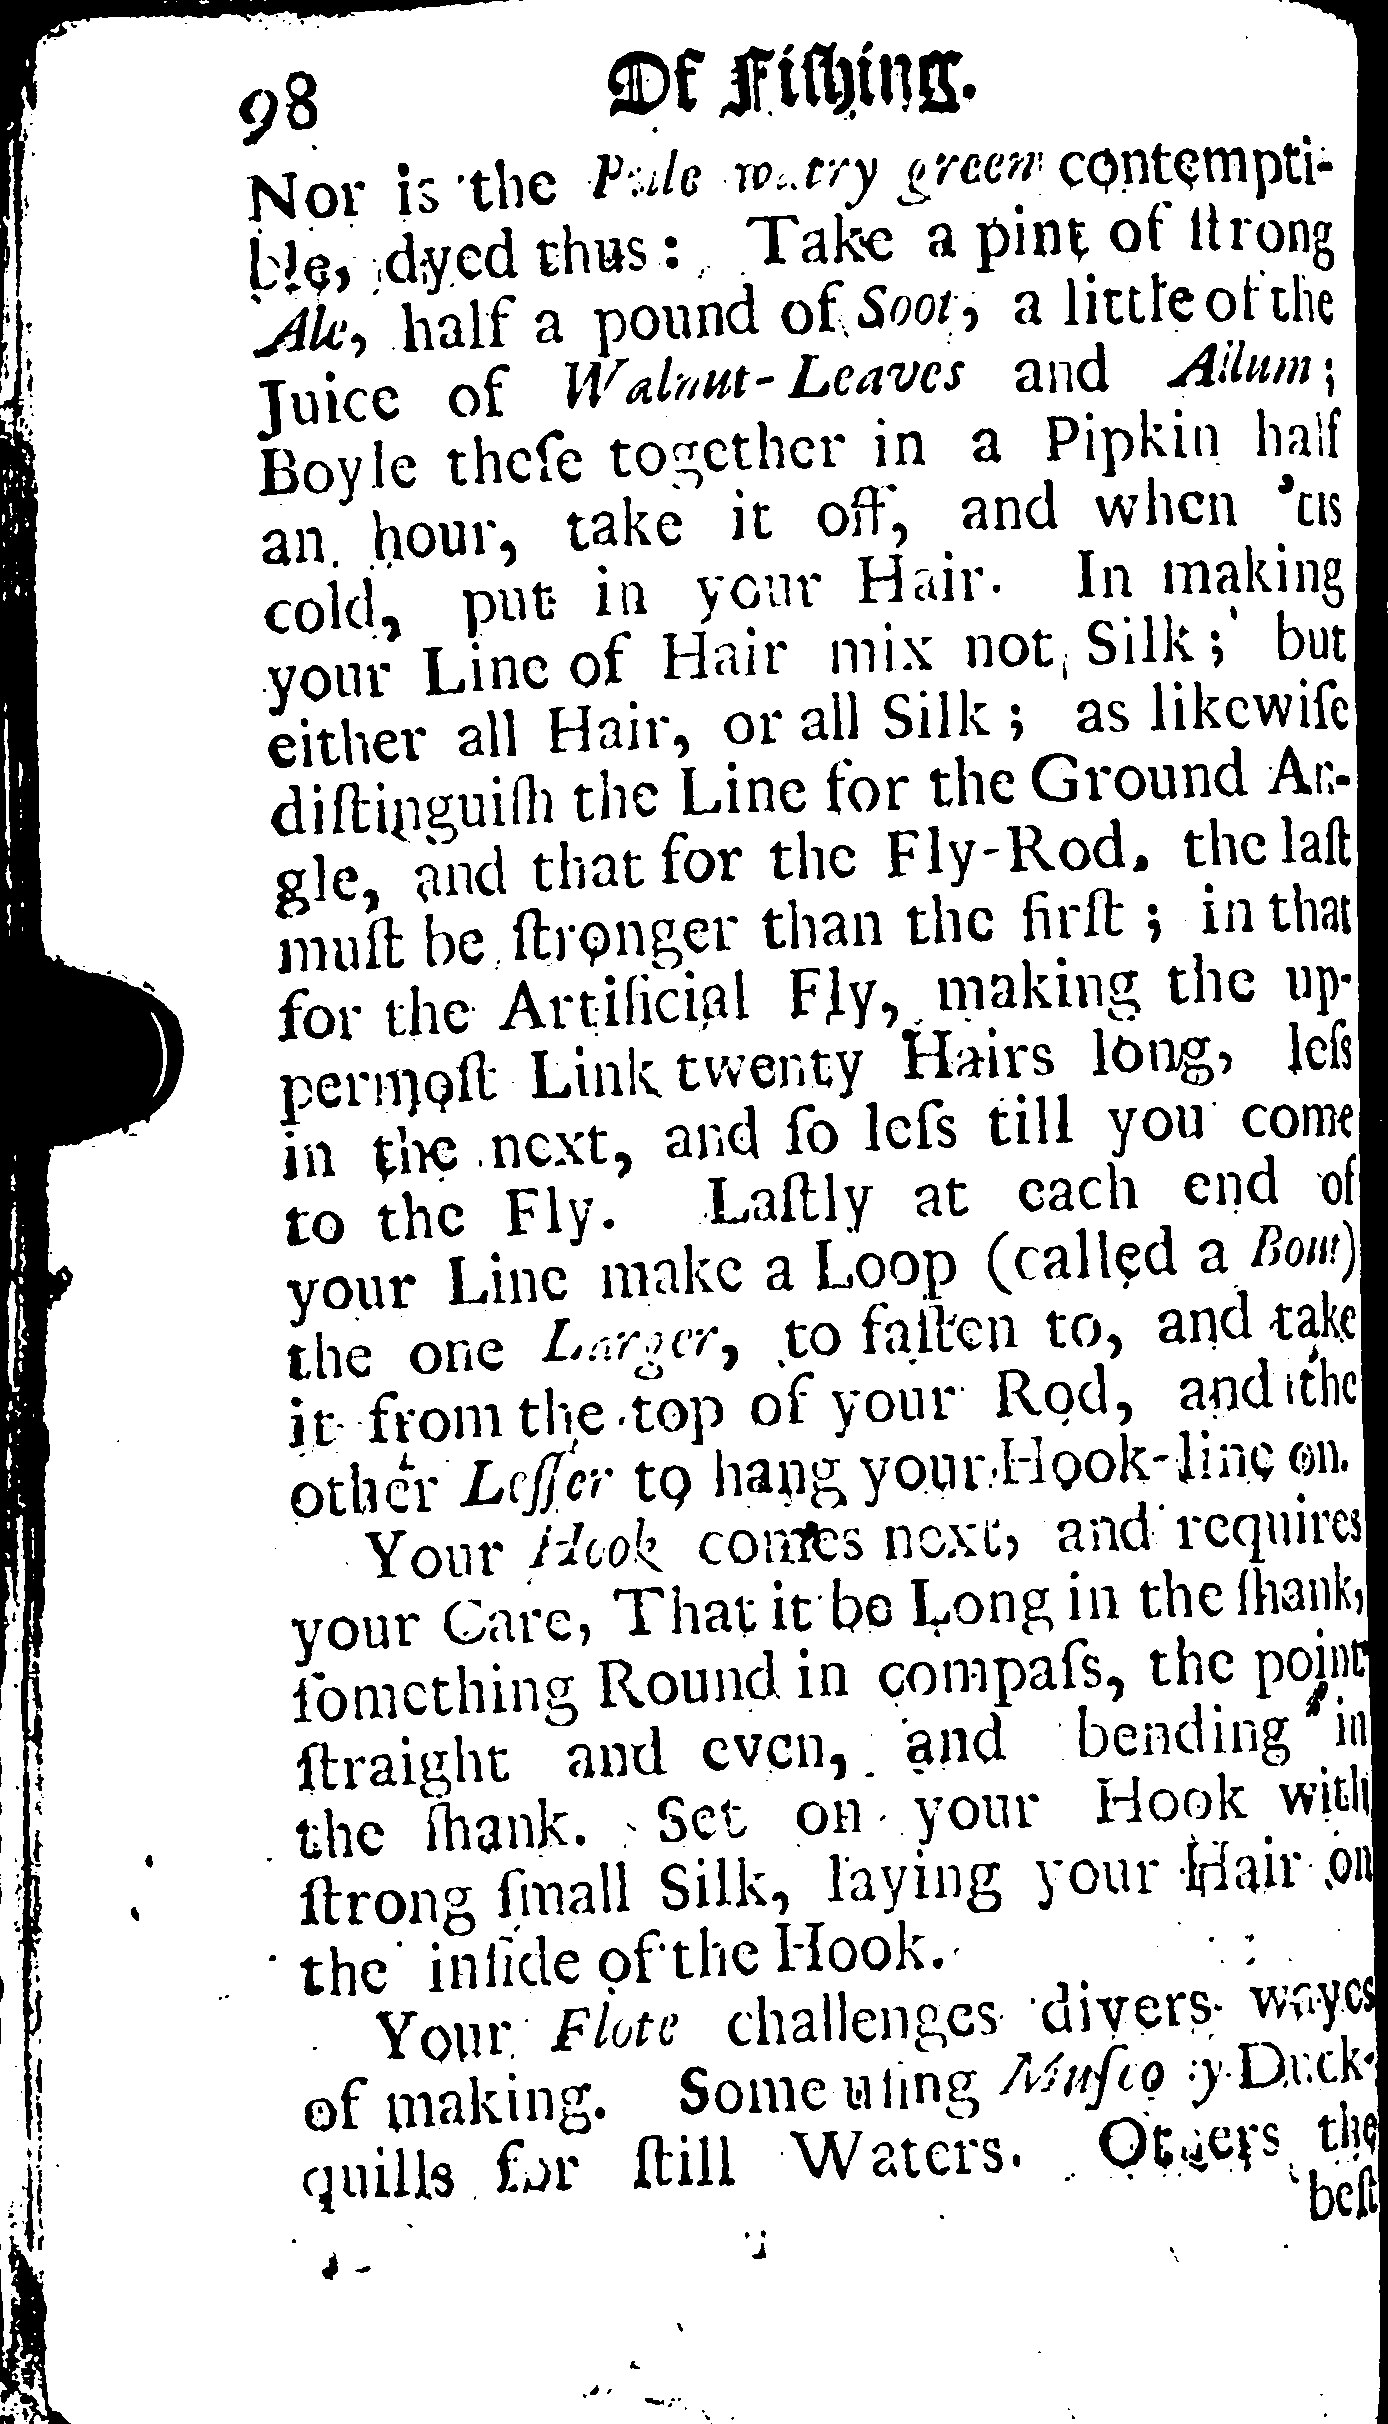 98 Of Fiſhing.
Nor is the Pale watry green contempti-
ble, dyed thus: Take a pint of ſtrong
Ale, half a pound of Soot, a little of the
Juice of Walnut-Leaves and Allum;
Boyle theſe together in a Pipkin half
an hour, take it off, and when 'tis
cold, put in your Hair. In making
your Line of Hair mix not Silk; but
either all Hair, or all Silk; as likewiſe
diſtinguiſh the Line for the Ground An-
gle, and that for the Fly-Rod, the laſt
muſt be ſtronger than the firſt; in that
for the Artificial Fly, making the up-
permoſt Link twenty Hairs long, leſs
in the next, and ſo leſs till you come
to the Fly. Laſtly at each end of
your Line make a Loop (called a Bout)
the one Larger, to faſten to, and take
it from the top of your Rod, and the
other Leſſer to hang your Hook-line on.
Your Hook comes next, and requires
your Care, That it be Long in the ſhank,
ſomething Round in compaſs, the point
ſtraight and even, and bending in
the ſhank. Set on your Hook with
ſtrong ſmall Silk, laying your Hair on
the inſide of the Hook.
Your Flote challenges divers wayes
of making. Some uſing Muſcovy Duck-
quills for ſtill Waters. Others the
beſt